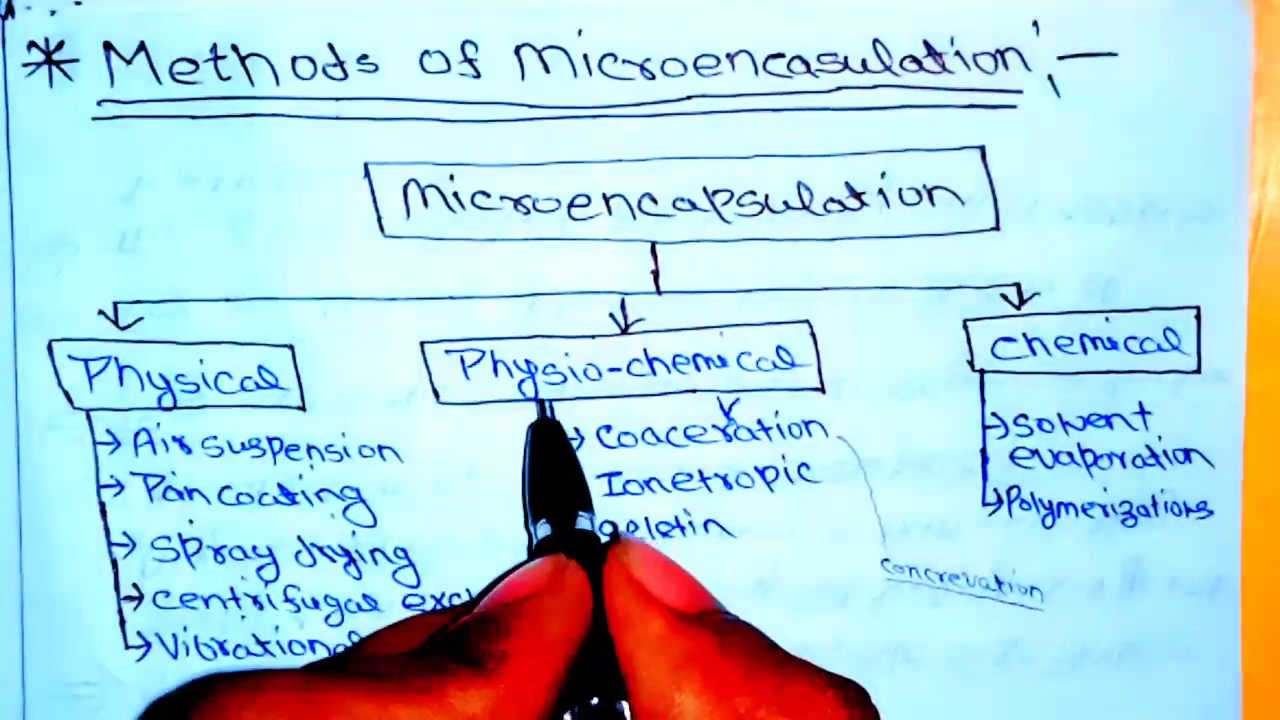 * Methods of Microencasulation :-
Microencapsulation
Physical
→ Air suspension
→ Pan coating
→ Spray drying
→ Centrifugal
→ Vibrational
Physio-chemical
→ Coaceration
Ionetropic
geletin
concrevation
Chemical
→ Solvent
evaporation
→ Polymerizations